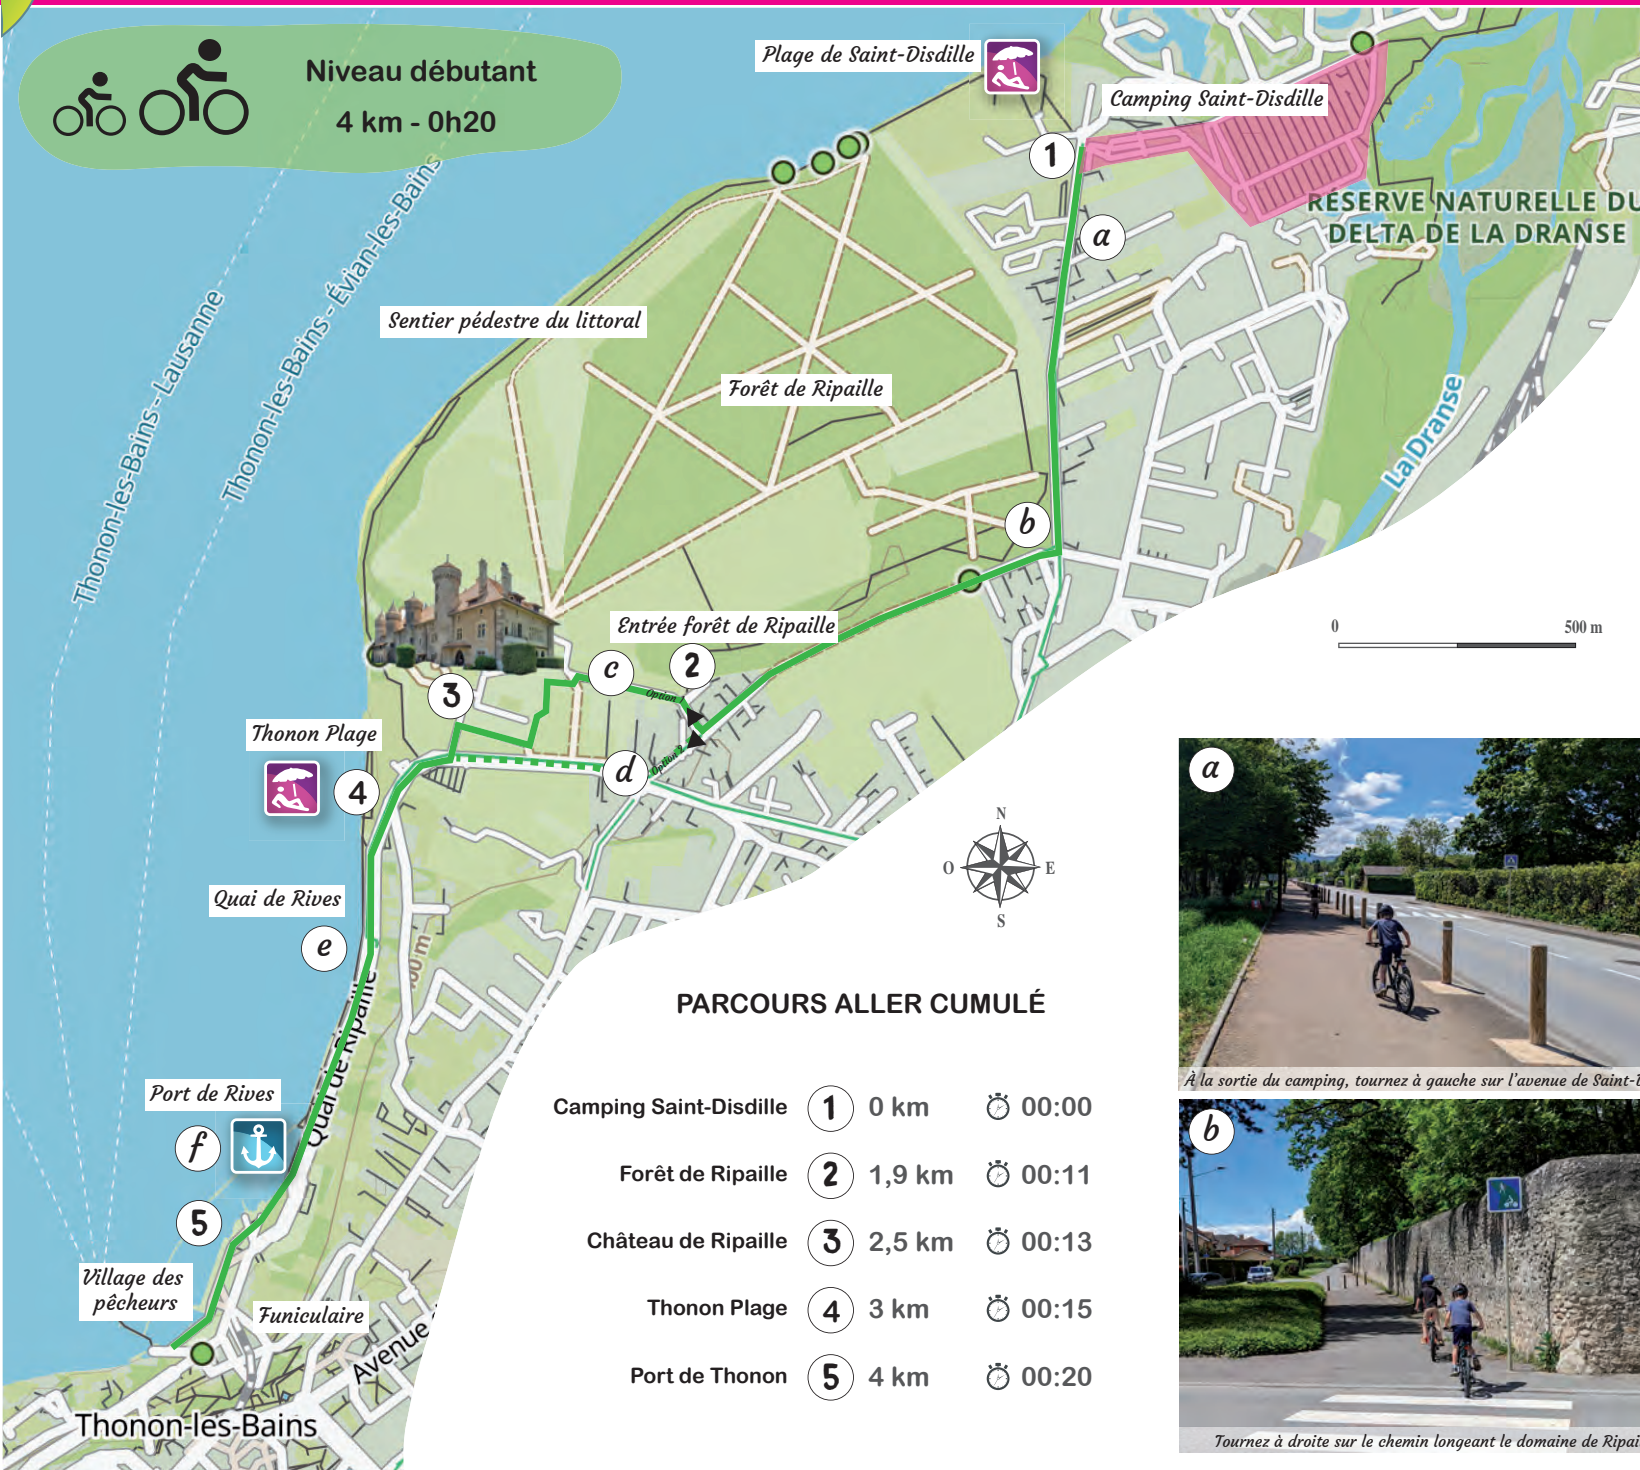 Niveau débutant
4 km - 0h20
Plage de Saint-Disdille
Camping Saint-Disdille
1
a
RÉSERVE NATURELLE DU
DELTA DE LA DRANSE
Thonon-les-Bains - Lausanne
Thonon-les-Bains - Évian-les-Bains
Sentier pédestre du littoral
Forêt de Ripaille
La Dranse
b
Entrée forêt de Ripaille
0 500 m
c
2
Option 1
3
Thonon Plage
Option 2
d
4
N
O E
S
Quai de Rives
e
00 m
Quai de Ripaille
Port de Rives
f
5
Village des
pêcheurs
Funiculaire
Avenue
Thonon-les-Bains
PARCOURS ALLER CUMULÉ
Camping Saint-Disdille 1 0 km 00:00
Forêt de Ripaille 2 1,9 km 00:11
Château de Ripaille 3 2,5 km 00:13
Thonon Plage 4 3 km 00:15
Port de Thonon 5 4 km 00:20
a
À la sortie du camping, tournez à gauche sur l'avenue de Saint-
b
Tournez à droite sur le chemin longeant le domaine de Ripai